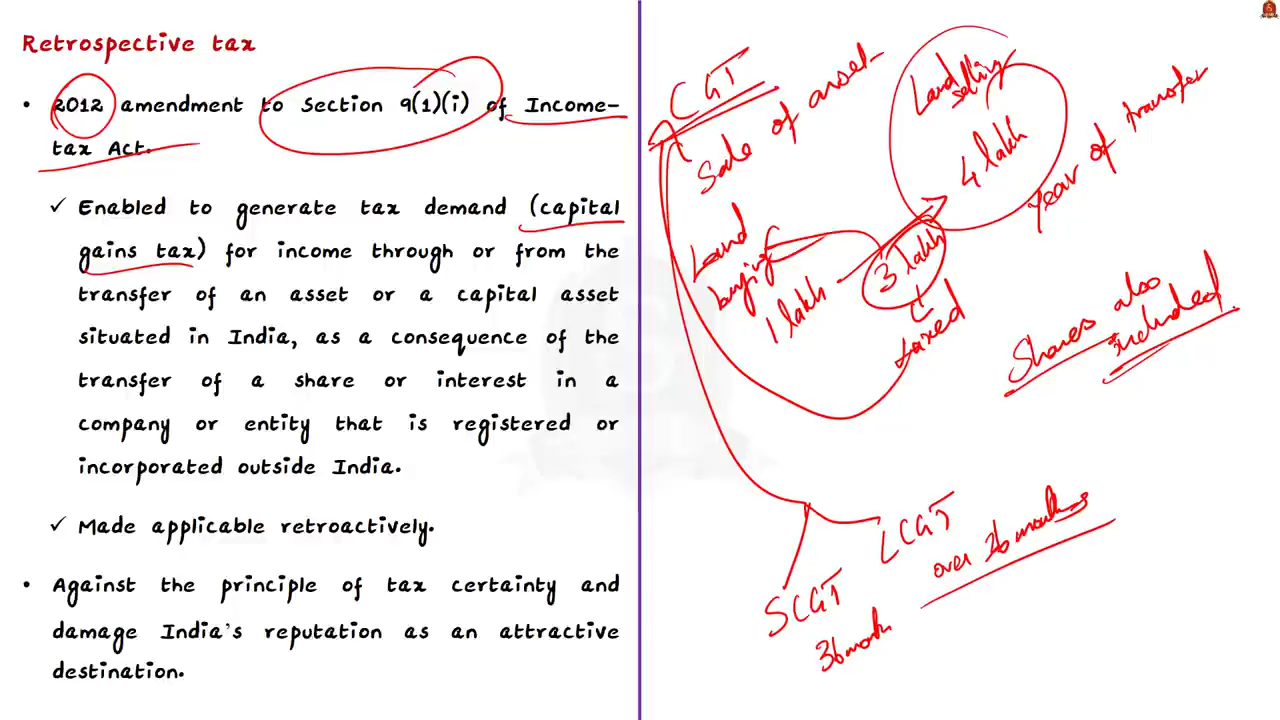 Retrospective tax
• 2012 amendment to Section 9(1)(i) of Income-
tax Act.
✓ Enabled to generate tax demand (capital
gains tax) for income through or from the
transfer of an asset or a capital asset
situated in India, as a consequence of the
transfer of a share or interest in a
company or entity that is registered or
incorporated outside India.
✓ Made applicable retroactively.
• Against the principle of tax certainty and
damage India's reputation as an attractive
destination.
CGT
Sale of asset
Land
selling
4 lakh
Year of transfer
Land
buying
1 lakh
3 lakh
taxed
Shares also
included
LCGT
over 36 months
SCGT
36